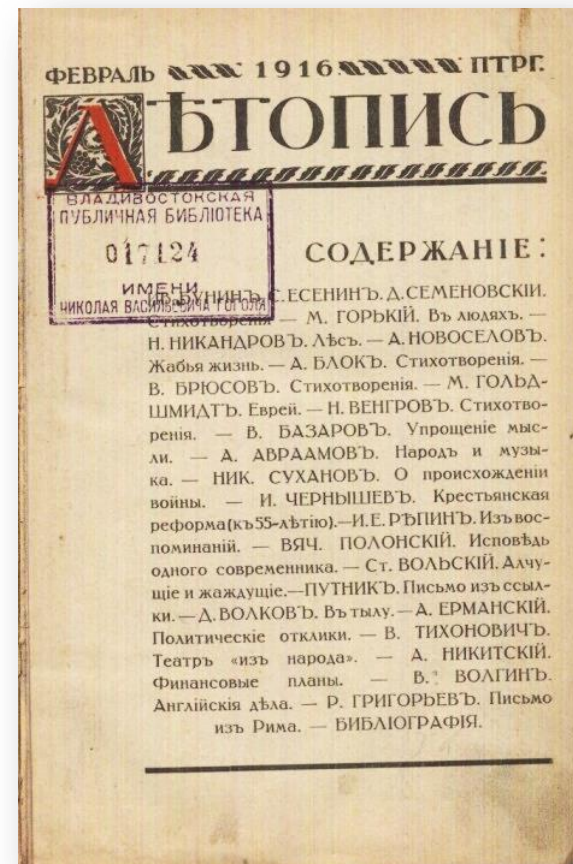 ФЕВРАЛЬ 1916 ПТРГ.
ЛѢТОПИСЬ
ВЛАДИВОСТОКСКАЯ
ПУБЛИЧНАЯ БИБЛІОТЕКА
017124
ИМЕНИ
НИКОЛАЯ ВАСИЛЬЕВИЧА ГОГОЛЯ
СОДЕРЖАНІЕ:
БУНИНЪ, С. ЕСЕНИНЪ. Д. СЕМЕНОВСКІЙ.
Стихотворенія — М. ГОРЬКІЙ. Въ людяхъ. —
Н. НИКАНДРОВЪ. Лѣсъ. — А. НОВОСЕЛОВЪ.
Жабья жизнь. — А. БЛОКЪ. Стихотворенія. —
В. БРЮСОВЪ. Стихотворенія. — М. ГОЛЬД-
ШМИДТЪ. Еврей. — Н. ВЕНГРОВЪ. Стихотво-
ренія. — В. БАЗАРОВЪ. Упрощеніе мыс-
ли. — А. АВРААМОВЪ. Народъ и музы-
ка. — НИК. СУХАНОВЪ. О происхожденіи
войны. — И. ЧЕРНЫШЕВЪ. Крестьянская
реформа (къ 55-лѣтію). — И. Е. РѢПИНЪ. Изъ вос-
поминаній. — ВЯЧ. ПОЛОНСКІЙ. Исповѣдь
одного современника. — Ст. ВОЛЬСКІЙ. Алчу-
щіе и жаждущіе. — ПУТНИКЪ. Письмо изъ ссыл-
ки. — Д. ВОЛКОВЪ. Въ тылу. — А. ЕРМАНСКІЙ.
Политическіе отклики. — В. ТИХОНОВИЧЪ.
Театръ «изъ народа». — А. НИКИТСКІЙ.
Финансовые планы. — В. ВОЛГИНЪ.
Англійскія дѣла. — Р. ГРИГОРЬЕВЪ. Письмо
изъ Рима. — БИБЛІОГРАФІЯ.